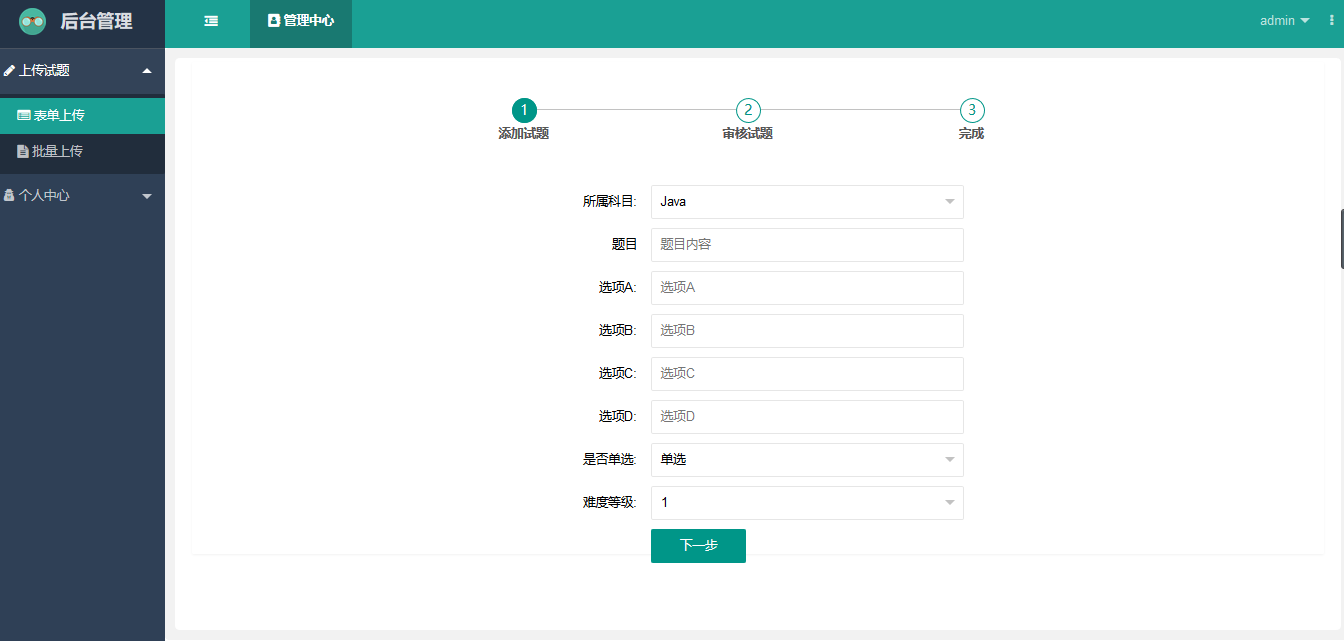 后台管理
管理中心
admin
上传试题
表单上传
批量上传
个人中心
1
2
3
添加试题
审核试题
完成
所属科目: Java
题目 题目内容
选项A: 选项A
选项B: 选项B
选项C: 选项C
选项D: 选项D
是否单选: 单选
难度等级: 1
下一步